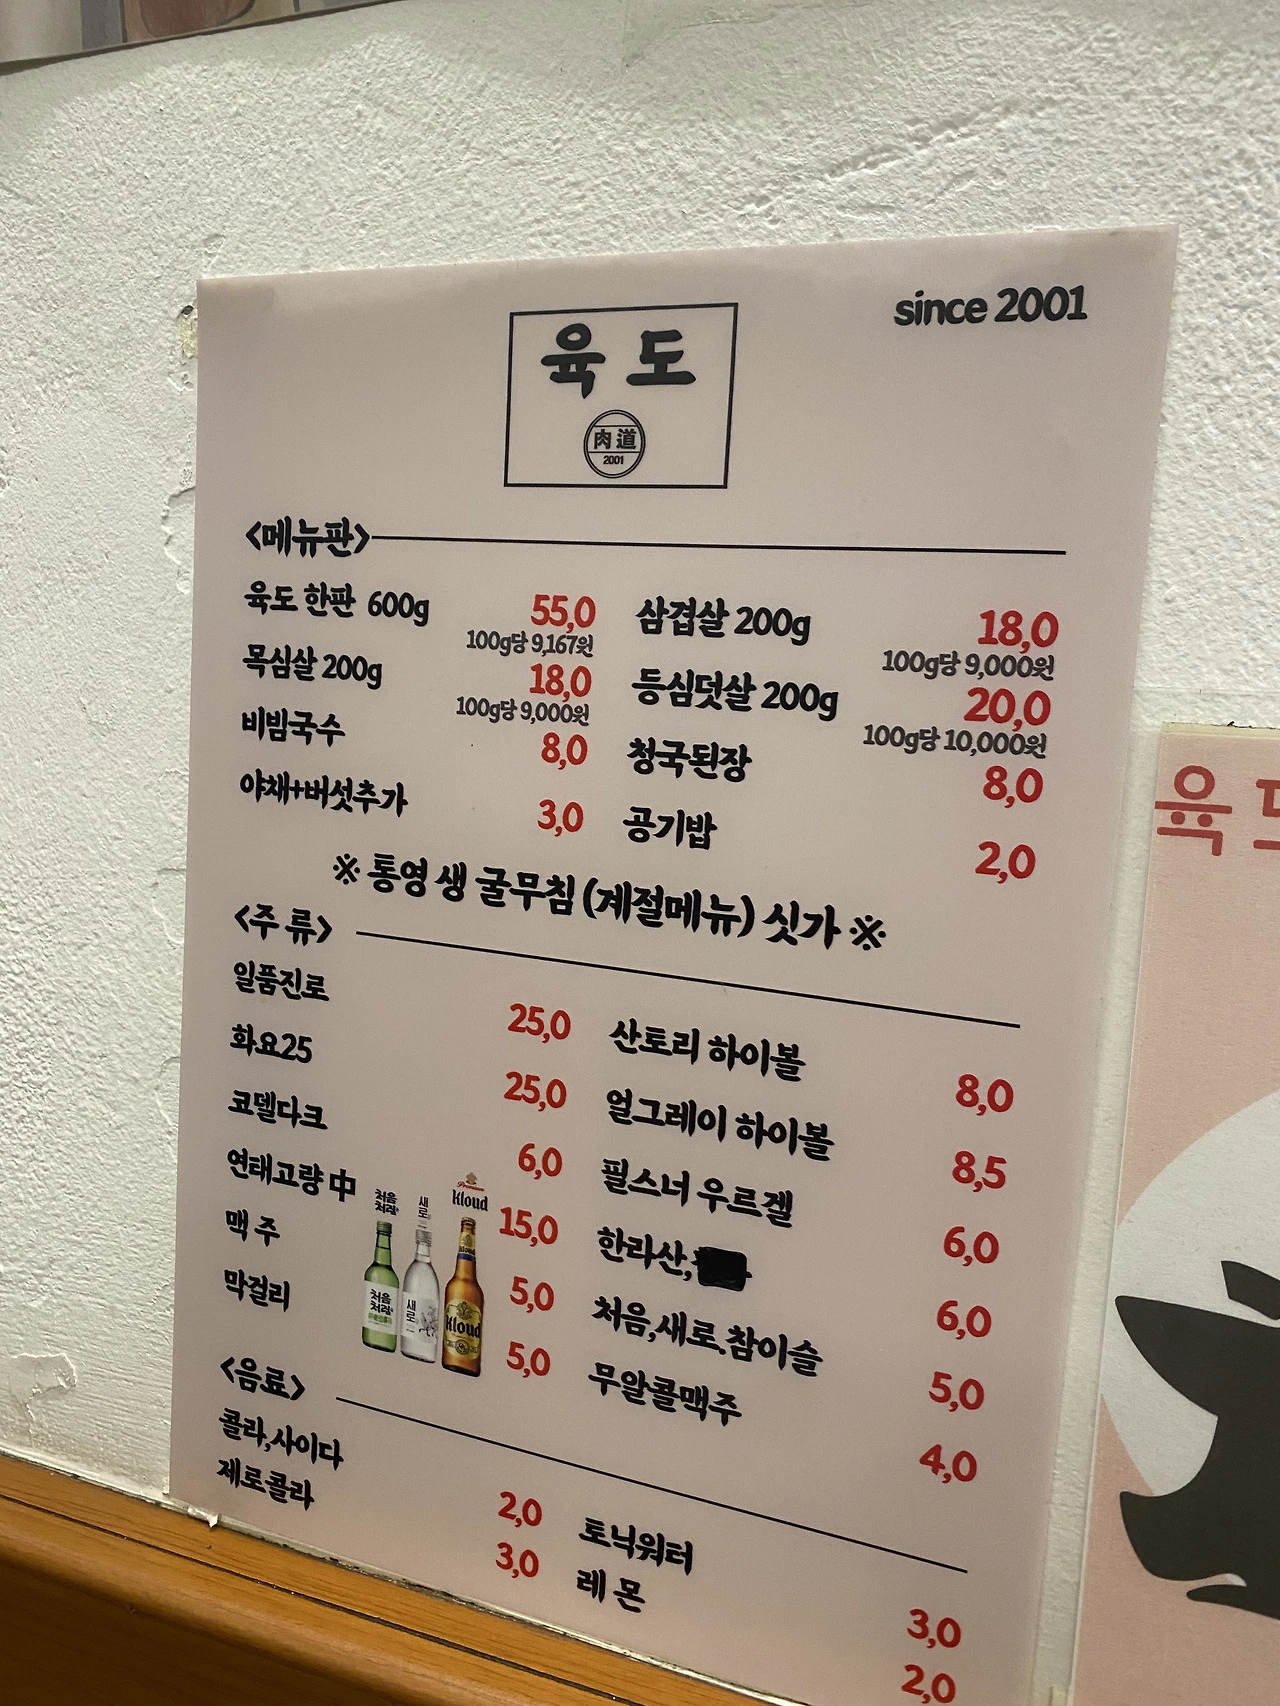 since 2001
육 도
肉 道
2001
<메뉴판>
육도 한판 600g 55,0 삼겹살 200g 18,0
100g당 9,167원 100g당 9,000원
목심살 200g 18,0 등심덧살 200g 20,0
100g당 9,000원 100g당 10,000원
비빔국수 8,0 청국된장 8,0
야채+버섯추가 3,0 공기밥 2,0
※ 통영 생 굴무침 (계절메뉴) 싯가 ※
<주 류>
일품진로 25,0 산토리 하이볼 8,0
화요25 25,0 얼그레이 하이볼 8,5
코델다크 6,0 필스너 우르겔 6,0
연태고량 中 15,0 한라산, 6,0
맥 주 5,0 처음,새로,참이슬 5,0
막걸리 5,0 무알콜맥주 4,0
처음
처럼
새로
Premium
Kloud
처음
처럼
새로
Kloud
<음료>
콜라,사이다 2,0 토닉워터 3,0
제로콜라 3,0 레 몬 2,0
육